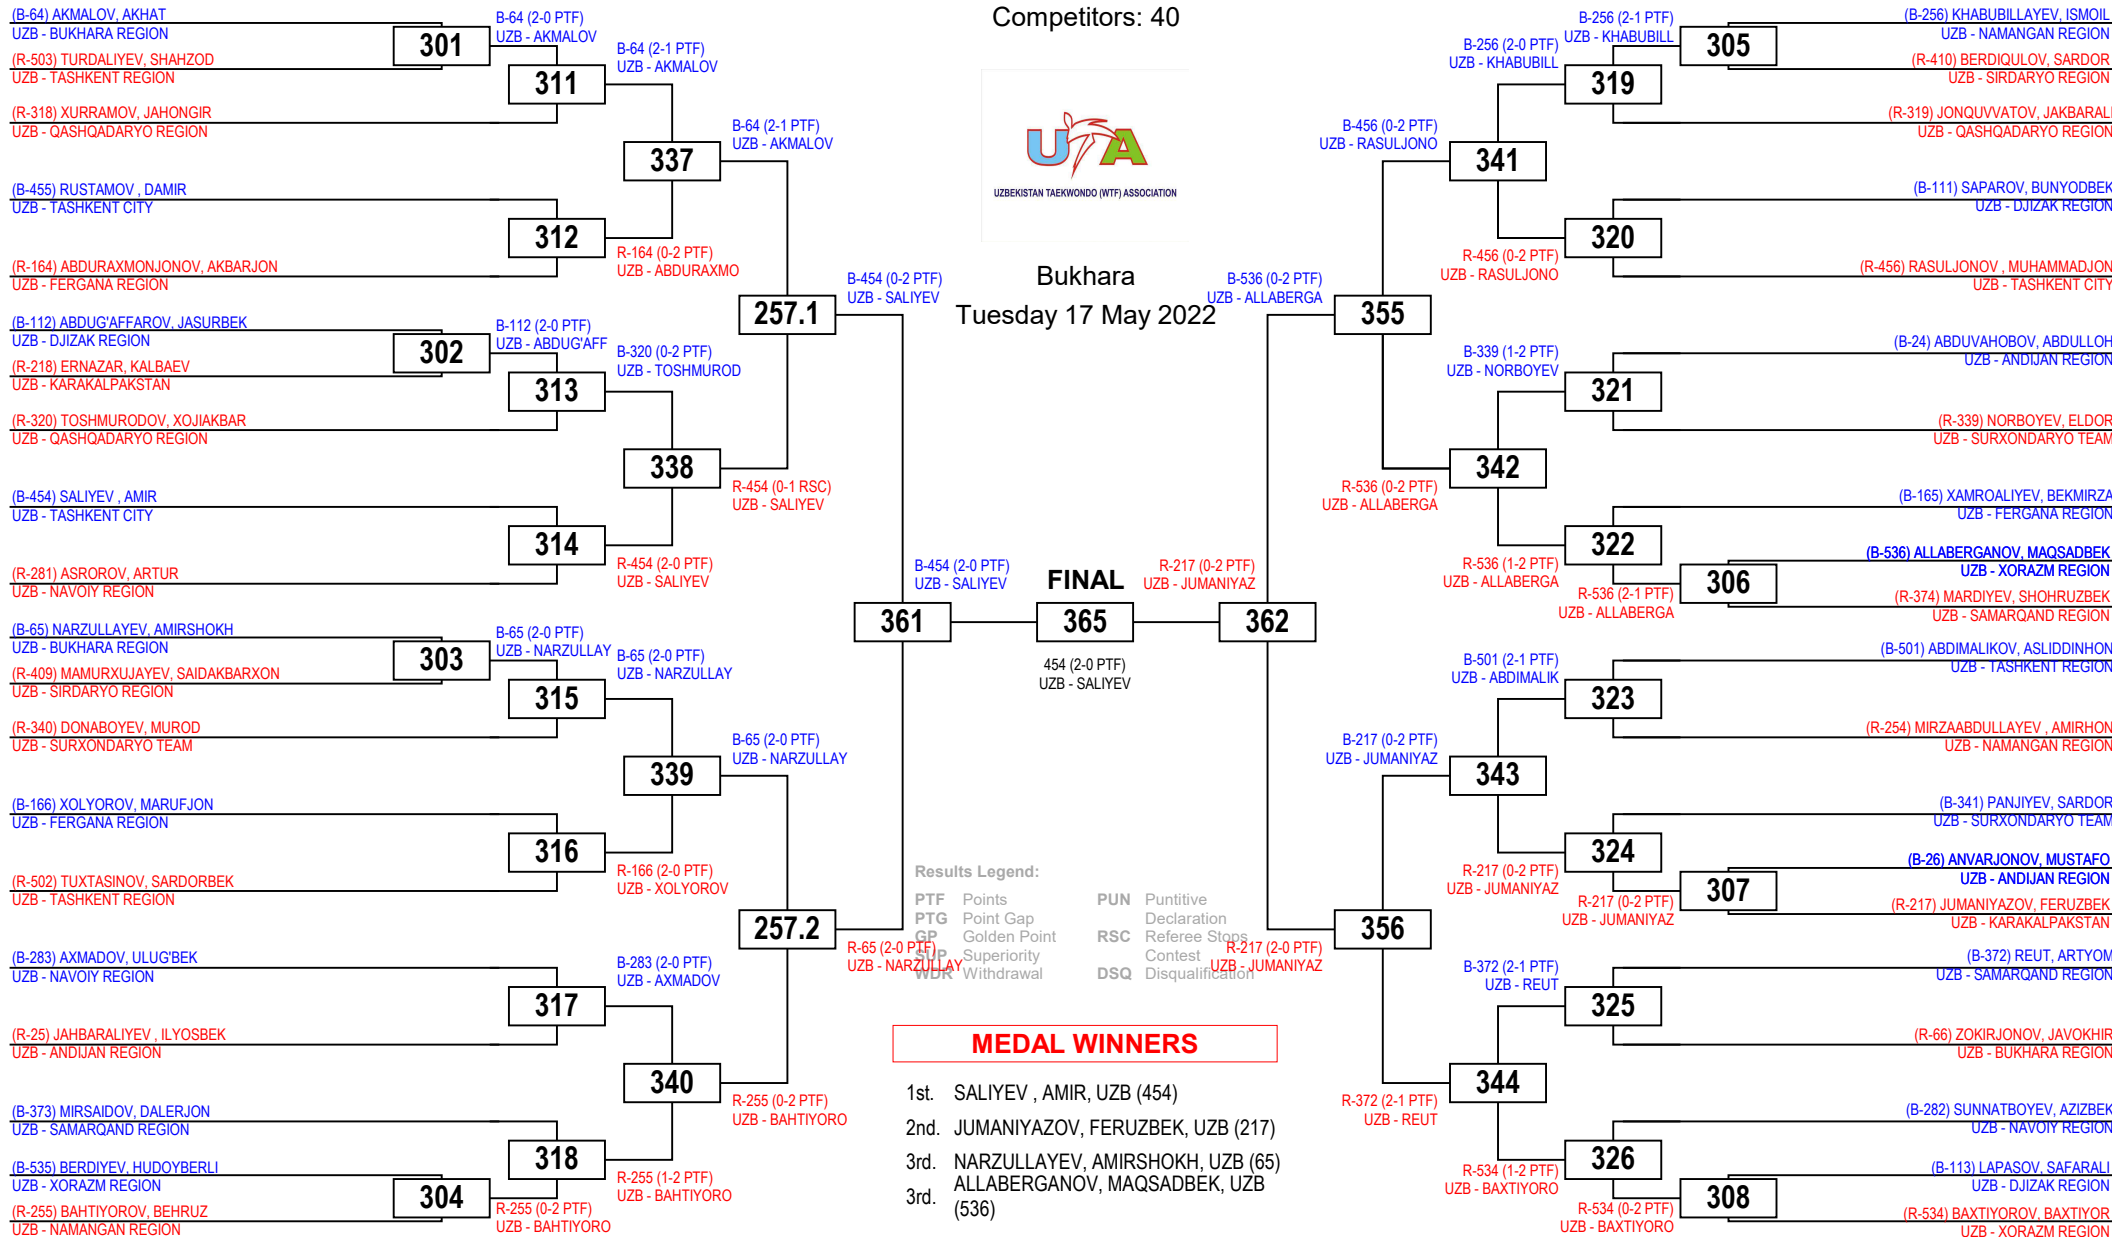 Competitors: 40
UTA
UZBEKISTAN TAEKWONDO (WTF) ASSOCIATION
Bukhara
Tuesday 17 May 2022
(B-64) AKMALOV, AKHAT
UZB - BUKHARA REGION
(R-503) TURDALIYEV, SHAHZOD
UZB - TASHKENT REGION
(R-318) XURRAMOV, JAHONGIR
UZB - QASHQADARYO REGION
(B-455) RUSTAMOV , DAMIR
UZB - TASHKENT CITY
(R-164) ABDURAXMONJONOV, AKBARJON
UZB - FERGANA REGION
(B-112) ABDUG'AFFAROV, JASURBEK
UZB - DJIZAK REGION
(R-218) ERNAZAR, KALBAEV
UZB - KARAKALPAKSTAN
(R-320) TOSHMURODOV, XOJIAKBAR
UZB - QASHQADARYO REGION
(B-454) SALIYEV , AMIR
UZB - TASHKENT CITY
(R-281) ASROROV, ARTUR
UZB - NAVOIY REGION
(B-65) NARZULLAYEV, AMIRSHOKH
UZB - BUKHARA REGION
(R-409) MAMURXUJAYEV, SAIDAKBARXON
UZB - SIRDARYO REGION
(R-340) DONABOYEV, MUROD
UZB - SURXONDARYO TEAM
(B-166) XOLYOROV, MARUFJON
UZB - FERGANA REGION
(R-502) TUXTASINOV, SARDORBEK
UZB - TASHKENT REGION
(B-283) AXMADOV, ULUG'BEK
UZB - NAVOIY REGION
(R-25) JAHBARALIYEV , ILYOSBEK
UZB - ANDIJAN REGION
(B-373) MIRSAIDOV, DALERJON
UZB - SAMARQAND REGION
(B-535) BERDIYEV, HUDOYBERLI
UZB - XORAZM REGION
(R-255) BAHTIYOROV, BEHRUZ
UZB - NAMANGAN REGION
301
302
303
304
B-64 (2-0 PTF)
UZB - AKMALOV
B-112 (2-0 PTF)
UZB - ABDUG'AFF
B-65 (2-0 PTF)
UZB - NARZULLAY
R-255 (0-2 PTF)
UZB - BAHTIYORO
311
312
313
314
315
316
317
318
B-64 (2-1 PTF)
UZB - AKMALOV
R-164 (0-2 PTF)
UZB - ABDURAXMO
B-320 (0-2 PTF)
UZB - TOSHMUROD
R-454 (2-0 PTF)
UZB - SALIYEV
B-65 (2-0 PTF)
UZB - NARZULLAY
R-166 (2-0 PTF)
UZB - XOLYOROV
B-283 (2-0 PTF)
UZB - AXMADOV
R-255 (1-2 PTF)
UZB - BAHTIYORO
337
338
339
340
B-64 (2-1 PTF)
UZB - AKMALOV
R-454 (0-1 RSC)
UZB - SALIYEV
B-65 (2-0 PTF)
UZB - NARZULLAY
R-255 (0-2 PTF)
UZB - BAHTIYORO
257.1
257.2
B-454 (0-2 PTF)
UZB - SALIYEV
R-65 (2-0 PTF)
UZB - NARZULLAY
361
B-454 (2-0 PTF)
UZB - SALIYEV
FINAL
365
454 (2-0 PTF)
UZB - SALIYEV
R-217 (0-2 PTF)
UZB - JUMANIYAZ
362
B-536 (0-2 PTF)
UZB - ALLABERGA
R-217 (2-0 PTF)
UZB - JUMANIYAZ
355
356
B-456 (0-2 PTF)
UZB - RASULJONO
R-536 (0-2 PTF)
UZB - ALLABERGA
B-217 (0-2 PTF)
UZB - JUMANIYAZ
R-372 (2-1 PTF)
UZB - REUT
341
342
343
344
B-256 (2-0 PTF)
UZB - KHABUBILL
R-456 (0-2 PTF)
UZB - RASULJONO
B-339 (1-2 PTF)
UZB - NORBOYEV
R-536 (1-2 PTF)
UZB - ALLABERGA
B-501 (2-1 PTF)
UZB - ABDIMALIK
R-217 (0-2 PTF)
UZB - JUMANIYAZ
B-372 (2-1 PTF)
UZB - REUT
R-534 (1-2 PTF)
UZB - BAXTIYORO
319
320
321
322
323
324
325
326
B-256 (2-1 PTF)
UZB - KHABUBILL
R-536 (2-1 PTF)
UZB - ALLABERGA
R-217 (0-2 PTF)
UZB - JUMANIYAZ
R-534 (0-2 PTF)
UZB - BAXTIYORO
305
306
307
308
(B-256) KHABUBILLAYEV, ISMOIL
UZB - NAMANGAN REGION
(R-410) BERDIQULOV, SARDOR
UZB - SIRDARYO REGION
(R-319) JONQUVVATOV, JAKBARALI
UZB - QASHQADARYO REGION
(B-111) SAPAROV, BUNYODBEK
UZB - DJIZAK REGION
(R-456) RASULJONOV , MUHAMMADJON
UZB - TASHKENT CITY
(B-24) ABDUVAHOBOV, ABDULLOH
UZB - ANDIJAN REGION
(R-339) NORBOYEV, ELDOR
UZB - SURXONDARYO TEAM
(B-165) XAMROALIYEV, BEKMIRZA
UZB - FERGANA REGION
(B-536) ALLABERGANOV, MAQSADBEK
UZB - XORAZM REGION
(R-374) MARDIYEV, SHOHRUZBEK
UZB - SAMARQAND REGION
(B-501) ABDIMALIKOV, ASLIDDINHON
UZB - TASHKENT REGION
(R-254) MIRZAABDULLAYEV , AMIRHON
UZB - NAMANGAN REGION
(B-341) PANJIYEV, SARDOR
UZB - SURXONDARYO TEAM
(B-26) ANVARJONOV, MUSTAFO
UZB - ANDIJAN REGION
(R-217) JUMANIYAZOV, FERUZBEK
UZB - KARAKALPAKSTAN
(B-372) REUT, ARTYOM
UZB - SAMARQAND REGION
(R-66) ZOKIRJONOV, JAVOKHIR
UZB - BUKHARA REGION
(B-282) SUNNATBOYEV, AZIZBEK
UZB - NAVOIY REGION
(B-113) LAPASOV, SAFARALI
UZB - DJIZAK REGION
(R-534) BAXTIYOROV, BAXTIYOR
UZB - XORAZM REGION
Results Legend:
PTF Points
PTG Point Gap
GP Golden Point
SUP Superiority
WDR Withdrawal
PUN Puntitive
Declaration
RSC Referee Stops
Contest
DSQ Disqualification
MEDAL WINNERS
1st. SALIYEV , AMIR, UZB (454)
2nd. JUMANIYAZOV, FERUZBEK, UZB (217)
3rd. NARZULLAYEV, AMIRSHOKH, UZB (65)
3rd. ALLABERGANOV, MAQSADBEK, UZB
(536)